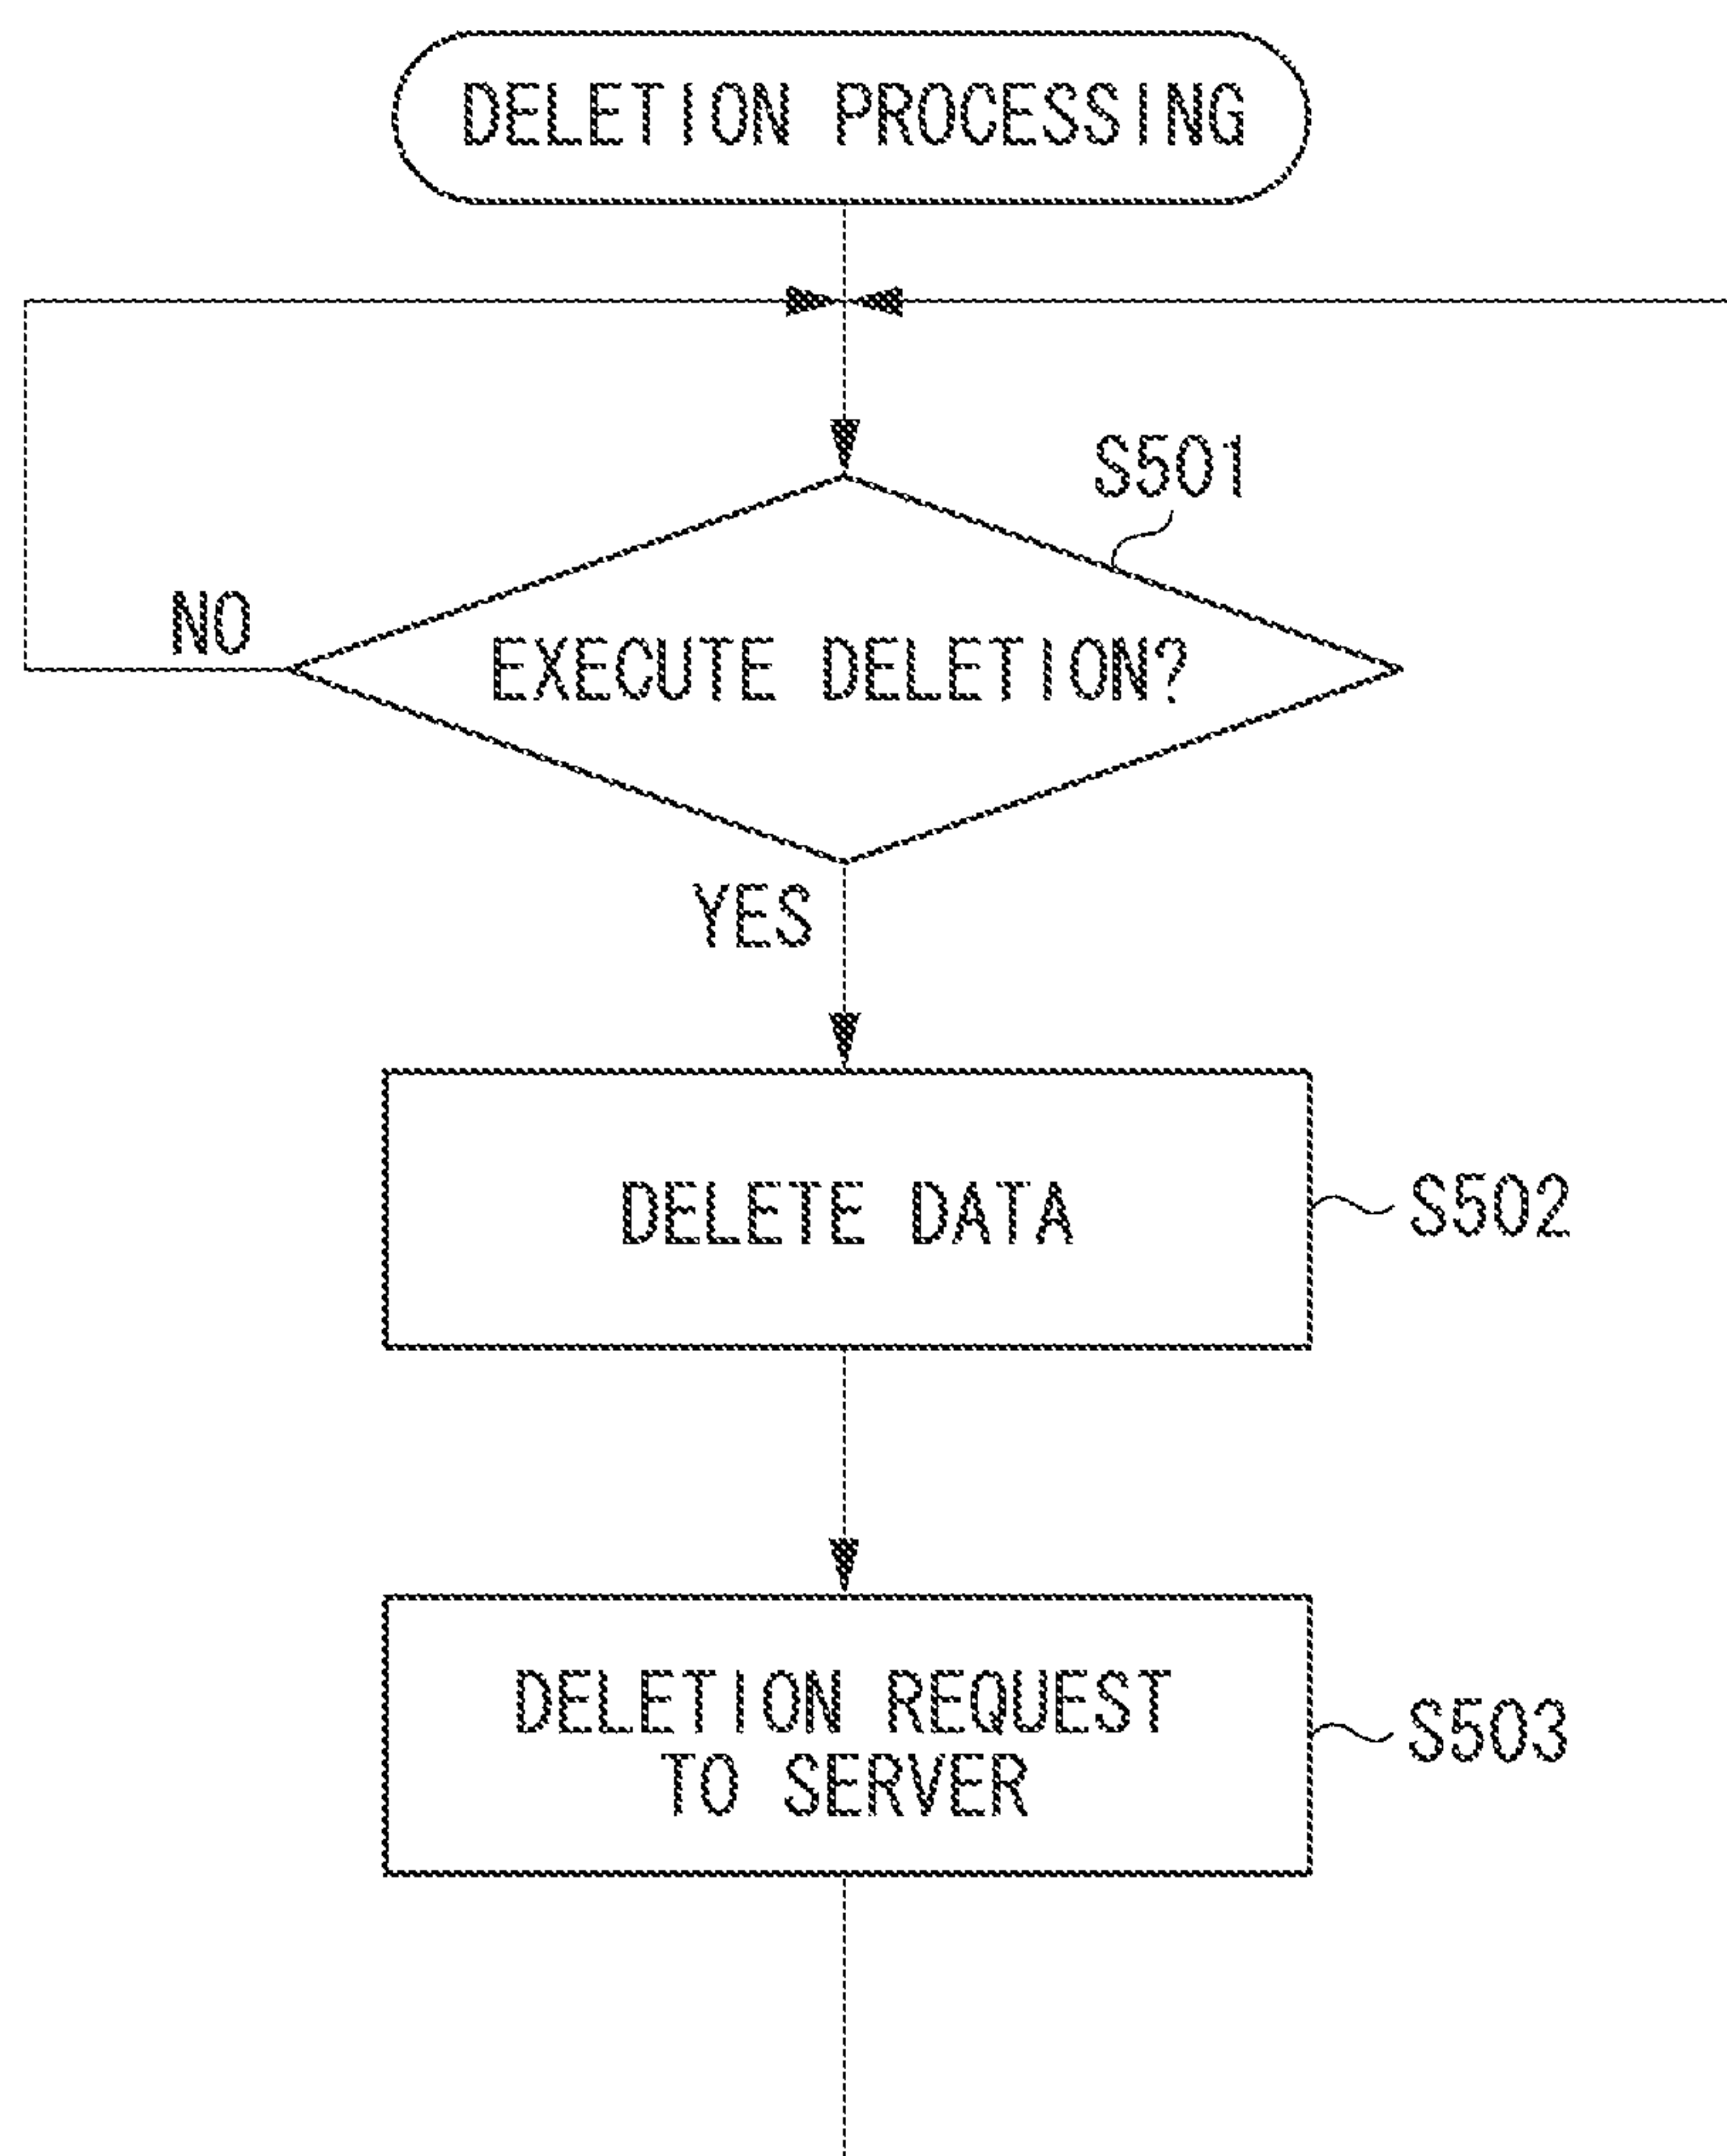 DELETION PROCESSING
S501
NO
EXECUTE DELETION?
YES
DELETE DATA
S502
DELETION REQUEST
TO SERVER
S503